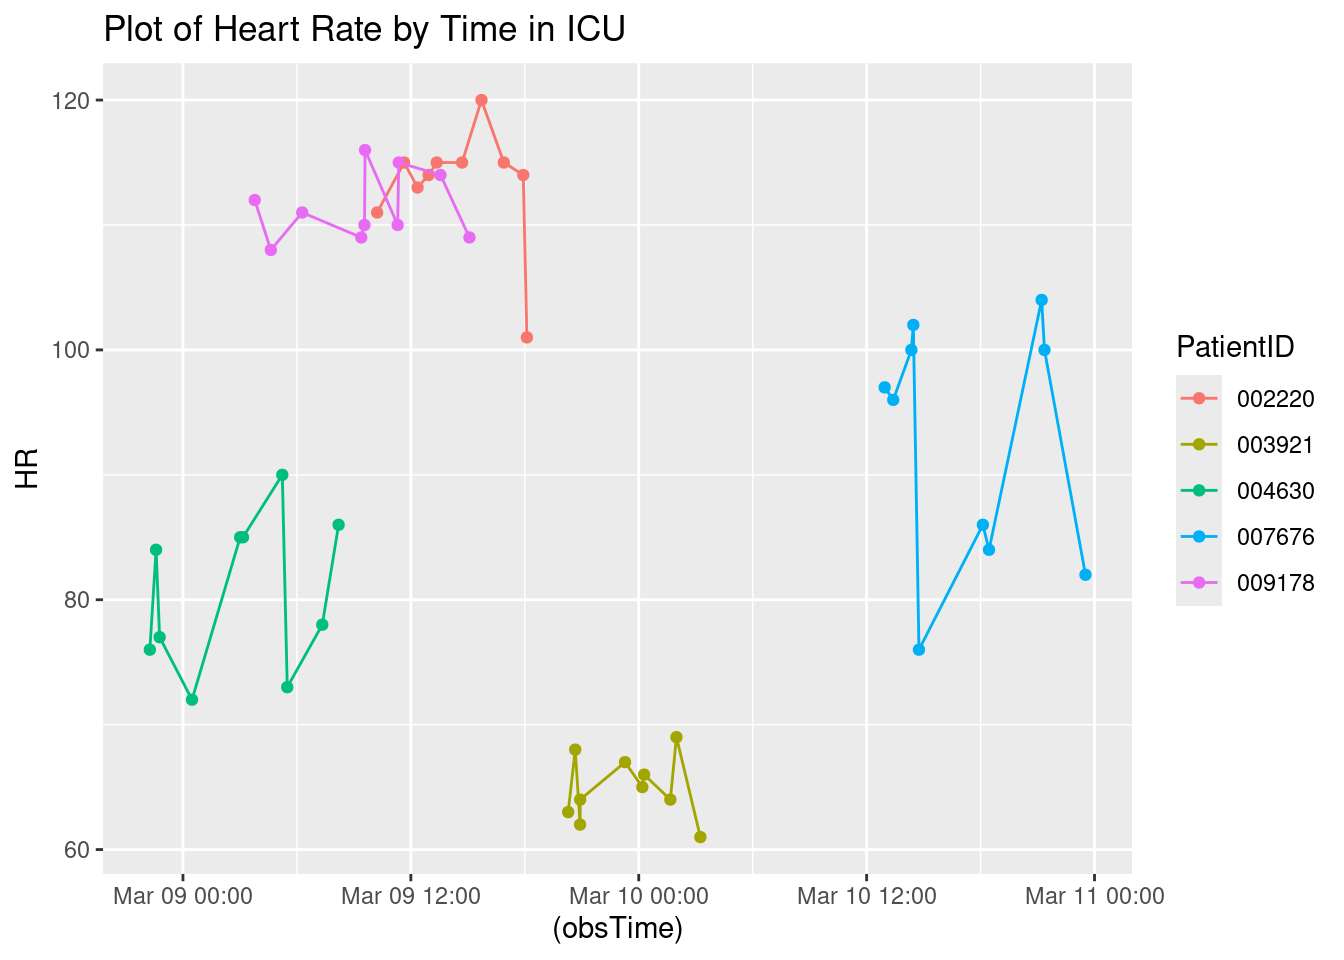 Plot of Heart Rate by Time in ICU
120
100
80
60
HR
Mar 09 00:00 Mar 09 12:00 Mar 10 00:00 Mar 10 12:00 Mar 11 00:00
(obsTime)
PatientID
002220
003921
004630
007676
009178